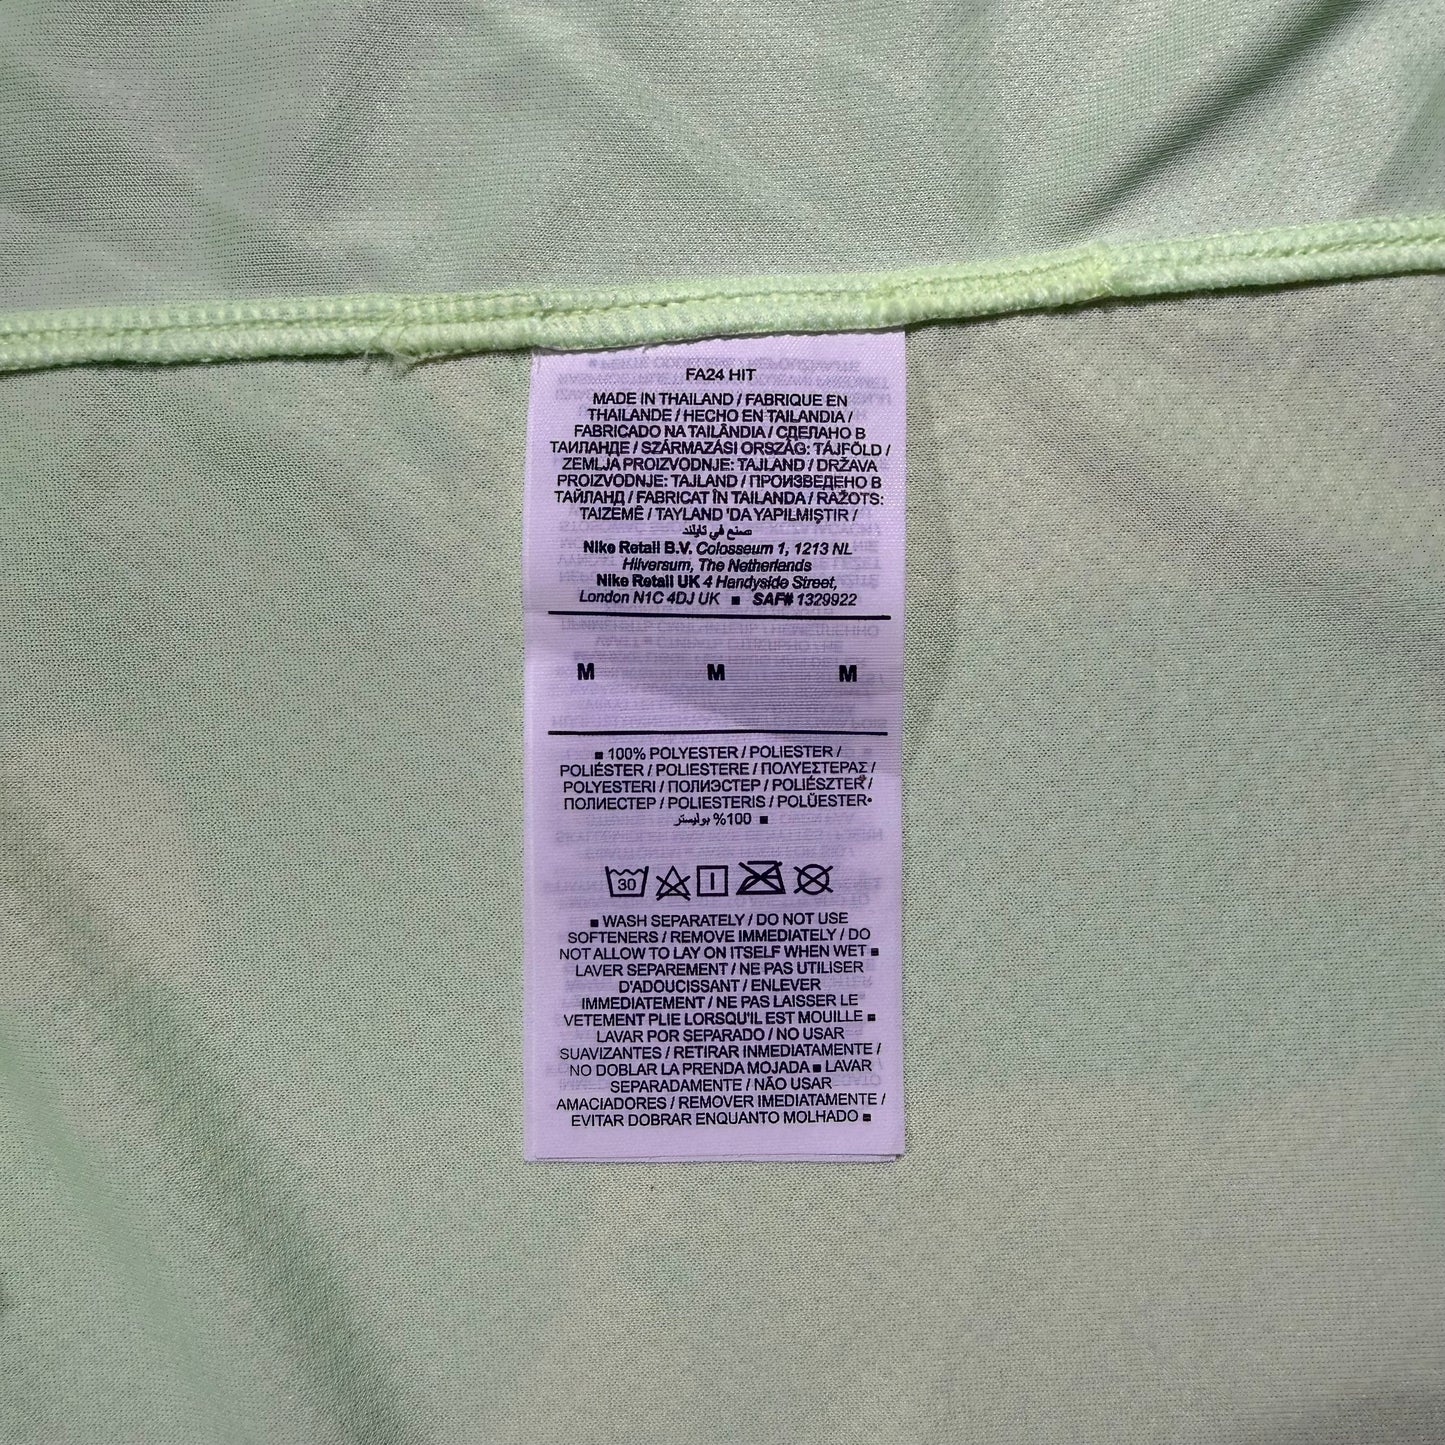 FA24 HIT
MADE IN THAILAND / FABRIQUE EN
THAILANDE / HECHO EN TAILANDIA /
FABRICADO NA TAILÂNDIA / СДЕЛАНО В
ТАИЛАНДЕ / SZÁRMAZÁSI ORSZÁG: TÁJFÖLD /
ZEMLJA PROIZVODNJE: TAJLAND / DRŽAVA
PROIZVODNJE: TAJLAND / ПРОИЗВЕДЕНО В
ТАЙЛАНД / FABRICAT ÎN TAILANDA / RAŽOTS:
TAIZEMĒ / TAYLAND 'DA YAPILMIŞTIR /
صنع في تايلند
Nike Retail B.V. Colosseum 1, 1213 NL
Hilversum, The Netherlands
Nike Retail UK 4 Handyside Street,
London N1C 4DJ UK ■ SAF# 1329922
M M M
■ 100% POLYESTER / POLIESTER /
POLIÉSTER / POLIESTERE / ΠΟΛΥΕΣΤΕΡΑΣ /
POLYESTERI / ПОЛИЭСТЕР / POLIÉSZTER /
ПОЛИЕСТЕР / POLIESTERIS / POLÜESTER•
100% بوليستر ■
30
■ WASH SEPARATELY / DO NOT USE
SOFTENERS / REMOVE IMMEDIATELY / DO
NOT ALLOW TO LAY ON ITSELF WHEN WET ■
LAVER SEPAREMENT / NE PAS UTILISER
D'ADOUCISSANT / ENLEVER
IMMEDIATEMENT / NE PAS LAISSER LE
VETEMENT PLIE LORSQU'IL EST MOUILLE ■
LAVAR POR SEPARADO / NO USAR
SUAVIZANTES / RETIRAR INMEDIATAMENTE /
NO DOBLAR LA PRENDA MOJADA ■ LAVAR
SEPARADAMENTE / NÃO USAR
AMACIADORES / REMOVER IMEDIATAMENTE /
EVITAR DOBRAR ENQUANTO MOLHADO ■